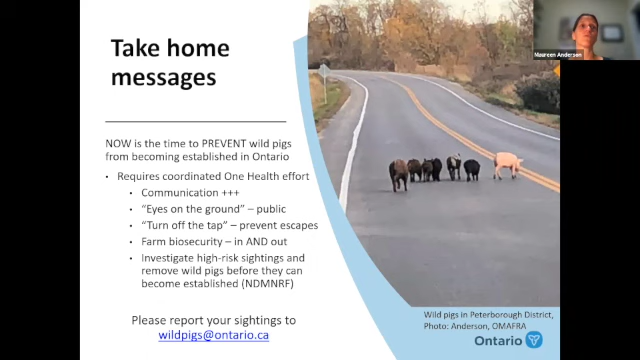 Take home
messages
NOW is the time to PREVENT wild pigs
from becoming established in Ontario
• Requires coordinated One Health effort
• Communication +++
• “Eyes on the ground” – public
• “Turn off the tap” – prevent escapes
• Farm biosecurity – in AND out
• Investigate high-risk sightings and
remove wild pigs before they can
become established (NDMNRF)
Please report your sightings to
wildpigs@ontario.ca
Maureen Anderson
Wild pigs in Peterborough District,
Photo: Anderson, OMAFRA
Ontario